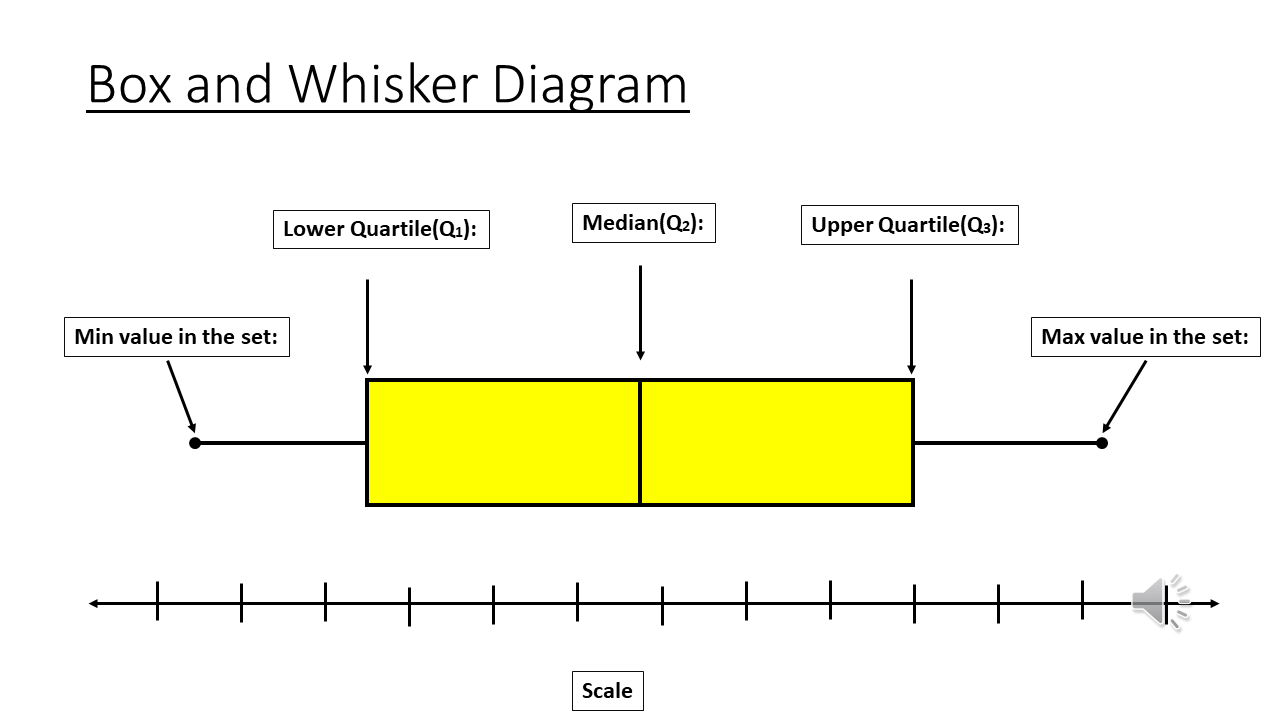 Box and Whisker Diagram
Lower Quartile(Q₁):
Median(Q₂):
Upper Quartile(Q₃):
Min value in the set:
Max value in the set:
Scale